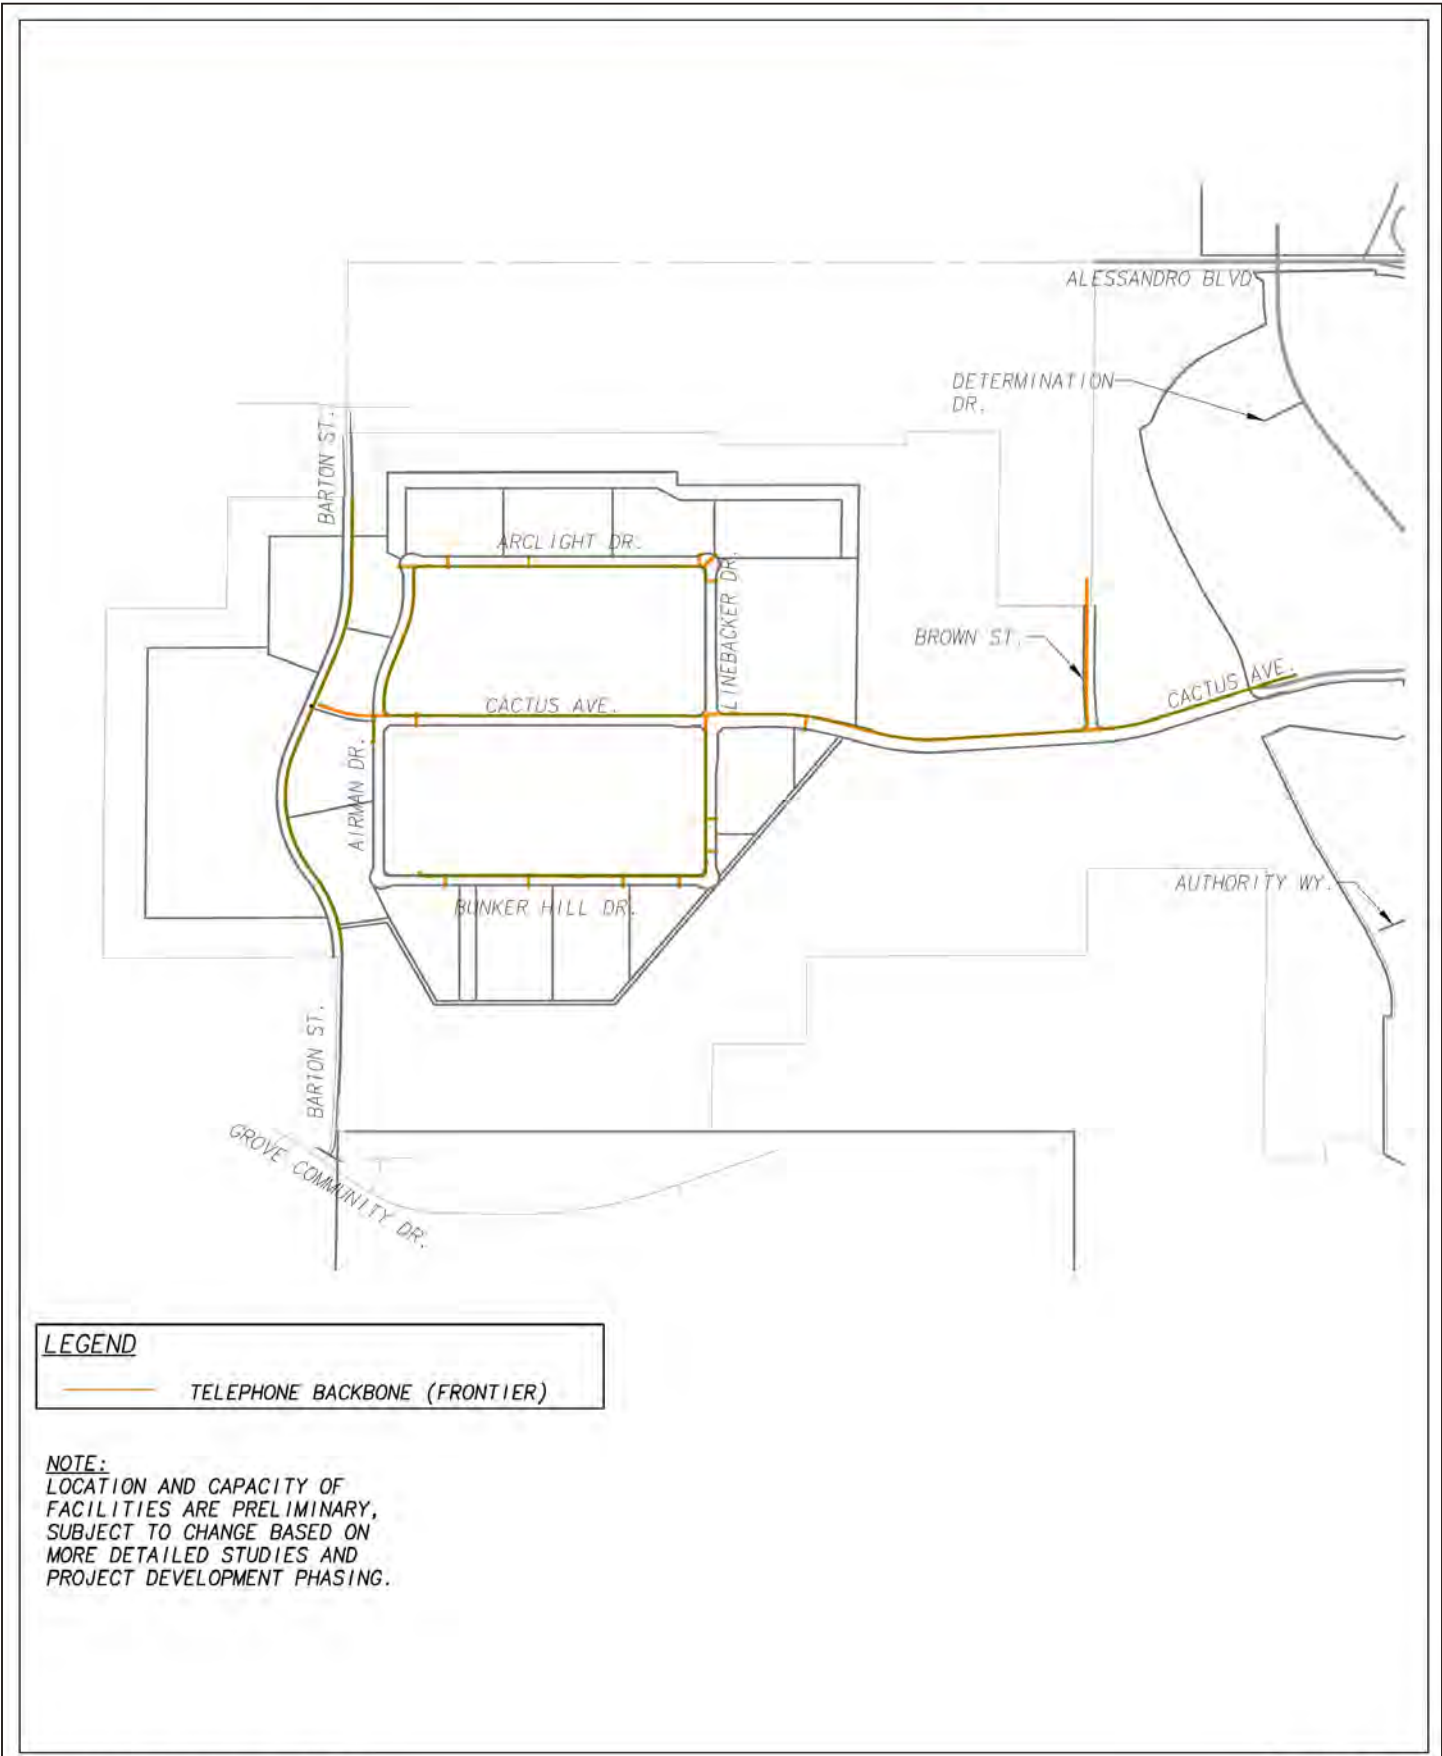 ALESSANDRO BLVD
DETERMINATION
DR.
BARTON ST.
ARCLIGHT DR.
LINEBACKER DR.
BROWN ST.
CACTUS AVE.
CACTUS AVE.
AIRMAN DR.
AUTHORITY WY.
BUNKER HILL DR.
BARTON ST.
GROVE COMMUNITY DR.
LEGEND
TELEPHONE BACKBONE (FRONTIER)
NOTE:
LOCATION AND CAPACITY OF
FACILITIES ARE PRELIMINARY,
SUBJECT TO CHANGE BASED ON
MORE DETAILED STUDIES AND
PROJECT DEVELOPMENT PHASING.